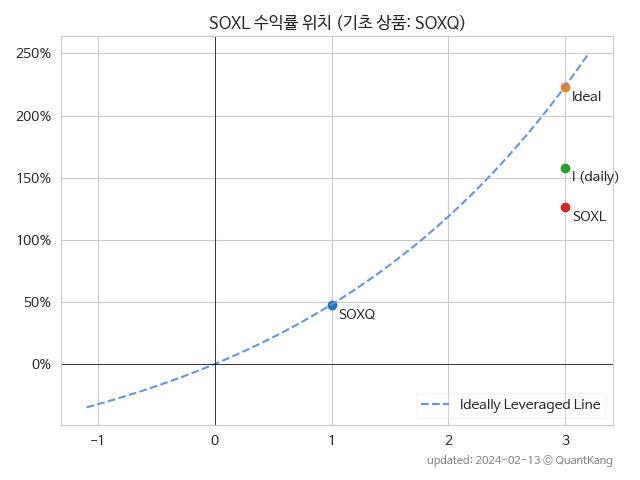 SOXL 수익률 위치 (기초 상품: SOXQ)
250%
200%
150%
100%
50%
0%
Ideal
I (daily)
SOXL
SOXQ
Ideally Leveraged Line
−1
0
1
2
3
updated: 2024-02-13 © QuantKang